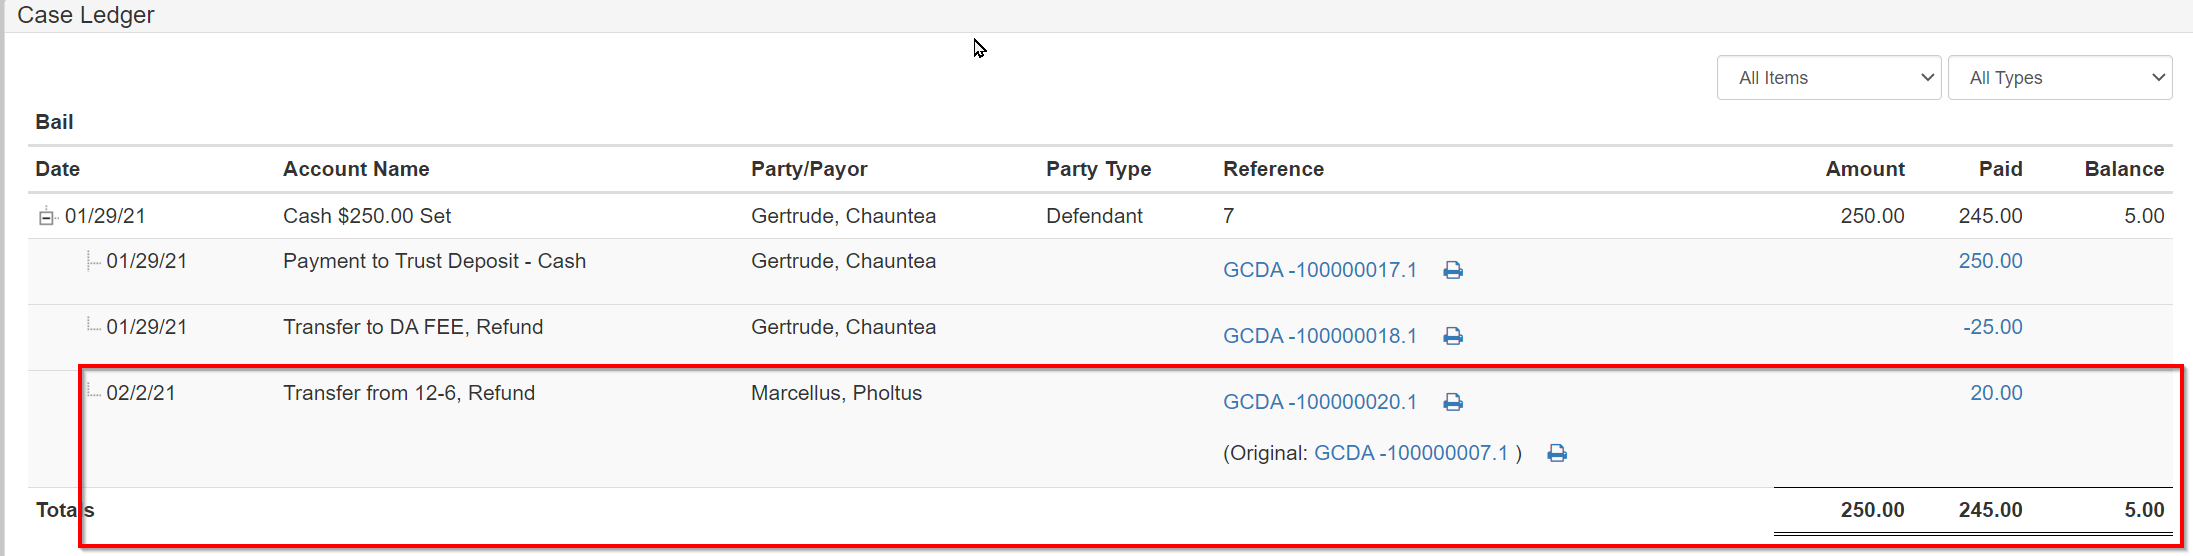 Case Ledger
All Items All Types
Bail
Date Account Name Party/Payor Party Type Reference Amount Paid Balance
01/29/21 Cash $250.00 Set Gertrude, Chauntea Defendant 7 250.00 245.00 5.00
01/29/21 Payment to Trust Deposit - Cash Gertrude, Chauntea GCDA -100000017.1 250.00
01/29/21 Transfer to DA FEE, Refund Gertrude, Chauntea GCDA -100000018.1 -25.00
02/2/21 Transfer from 12-6, Refund Marcellus, Pholtus GCDA -100000020.1 20.00
(Original: GCDA -100000007.1 )
Totals 250.00 245.00 5.00